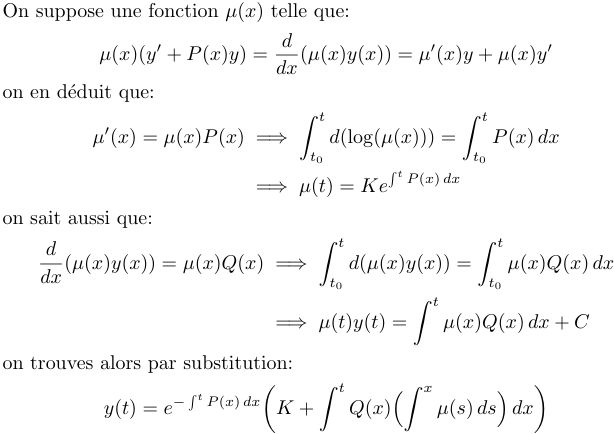 On suppose une fonction $\mu(x)$ telle que:
$\mu(x)(y' + P(x)y) = \frac{d}{dx}(\mu(x)y(x)) = \mu'(x)y + \mu(x)y'$
on en déduit que:
$\mu'(x) = \mu(x)P(x) \implies \int_{t_0}^{t} d(\log(\mu(x))) = \int_{t_0}^{t} P(x)\,dx$
$\implies \mu(t) = Ke^{\int^{t} P(x)\,dx}$
on sait aussi que:
$\frac{d}{dx}(\mu(x)y(x)) = \mu(x)Q(x) \implies \int_{t_0}^{t} d(\mu(x)y(x)) = \int_{t_0}^{t} \mu(x)Q(x)\,dx$
$\implies \mu(t)y(t) = \int^{t} \mu(x)Q(x)\,dx + C$
on trouves alors par substitution:
$y(t) = e^{-\int^{t} P(x)\,dx}\left(K + \int^{t} Q(x)\left(\int^{x} \mu(s)\,ds\right)dx\right)$